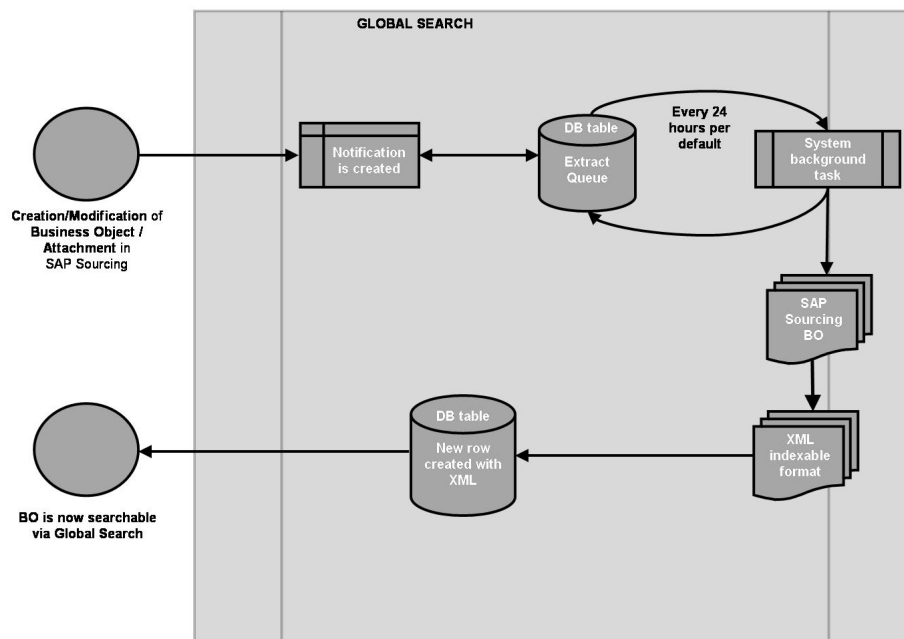 GLOBAL SEARCH
Notification
is created
DB table
Extract
Queue
Every 24
hours per
default
System
background
task
Creation/Modification of
Business Object /
Attachment in
SAP Sourcing
SAP
Sourcing
BO
DB table
New row
created with
XML
XML
indexable
format
BO is now searchable
via Global Search